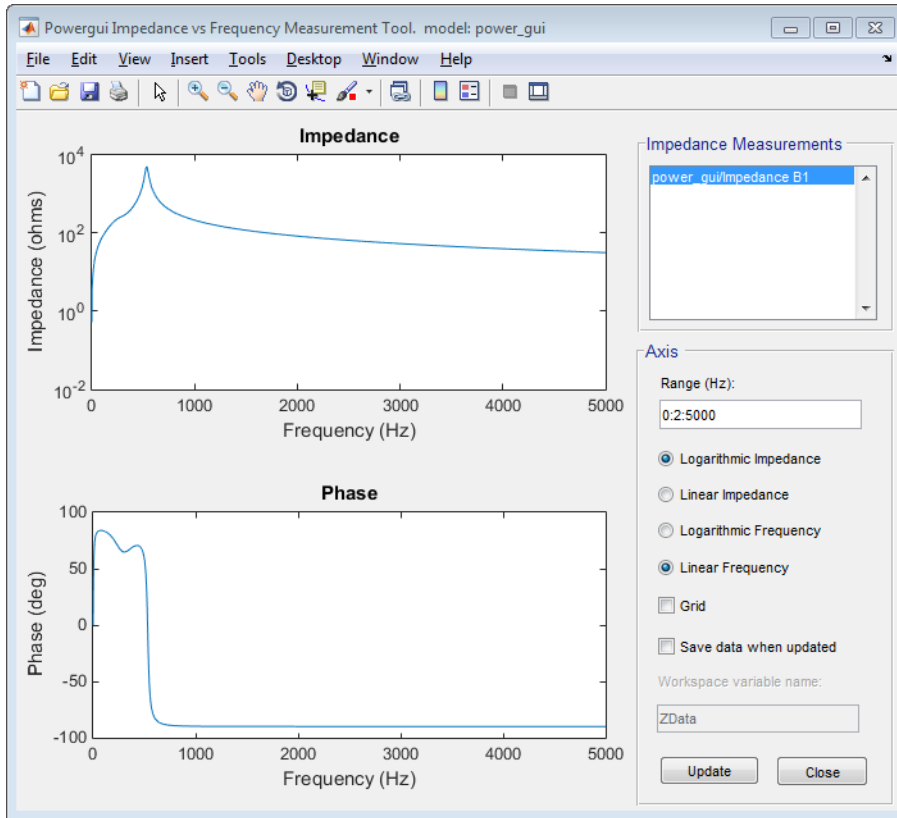 Powergui Impedance vs Frequency Measurement Tool. model: power_gui
File Edit View Insert Tools Desktop Window Help
Impedance
10^4
10^2
10^0
10^-2
Impedance (ohms)
0 1000 2000 3000 4000 5000
Frequency (Hz)
Phase
100
50
0
-50
-100
Phase (deg)
0 1000 2000 3000 4000 5000
Frequency (Hz)
Impedance Measurements
power_gui/Impedance B1
Axis
Range (Hz):
0:2:5000
Logarithmic Impedance
Linear Impedance
Logarithmic Frequency
Linear Frequency
Grid
Save data when updated
Workspace variable name:
ZData
Update Close